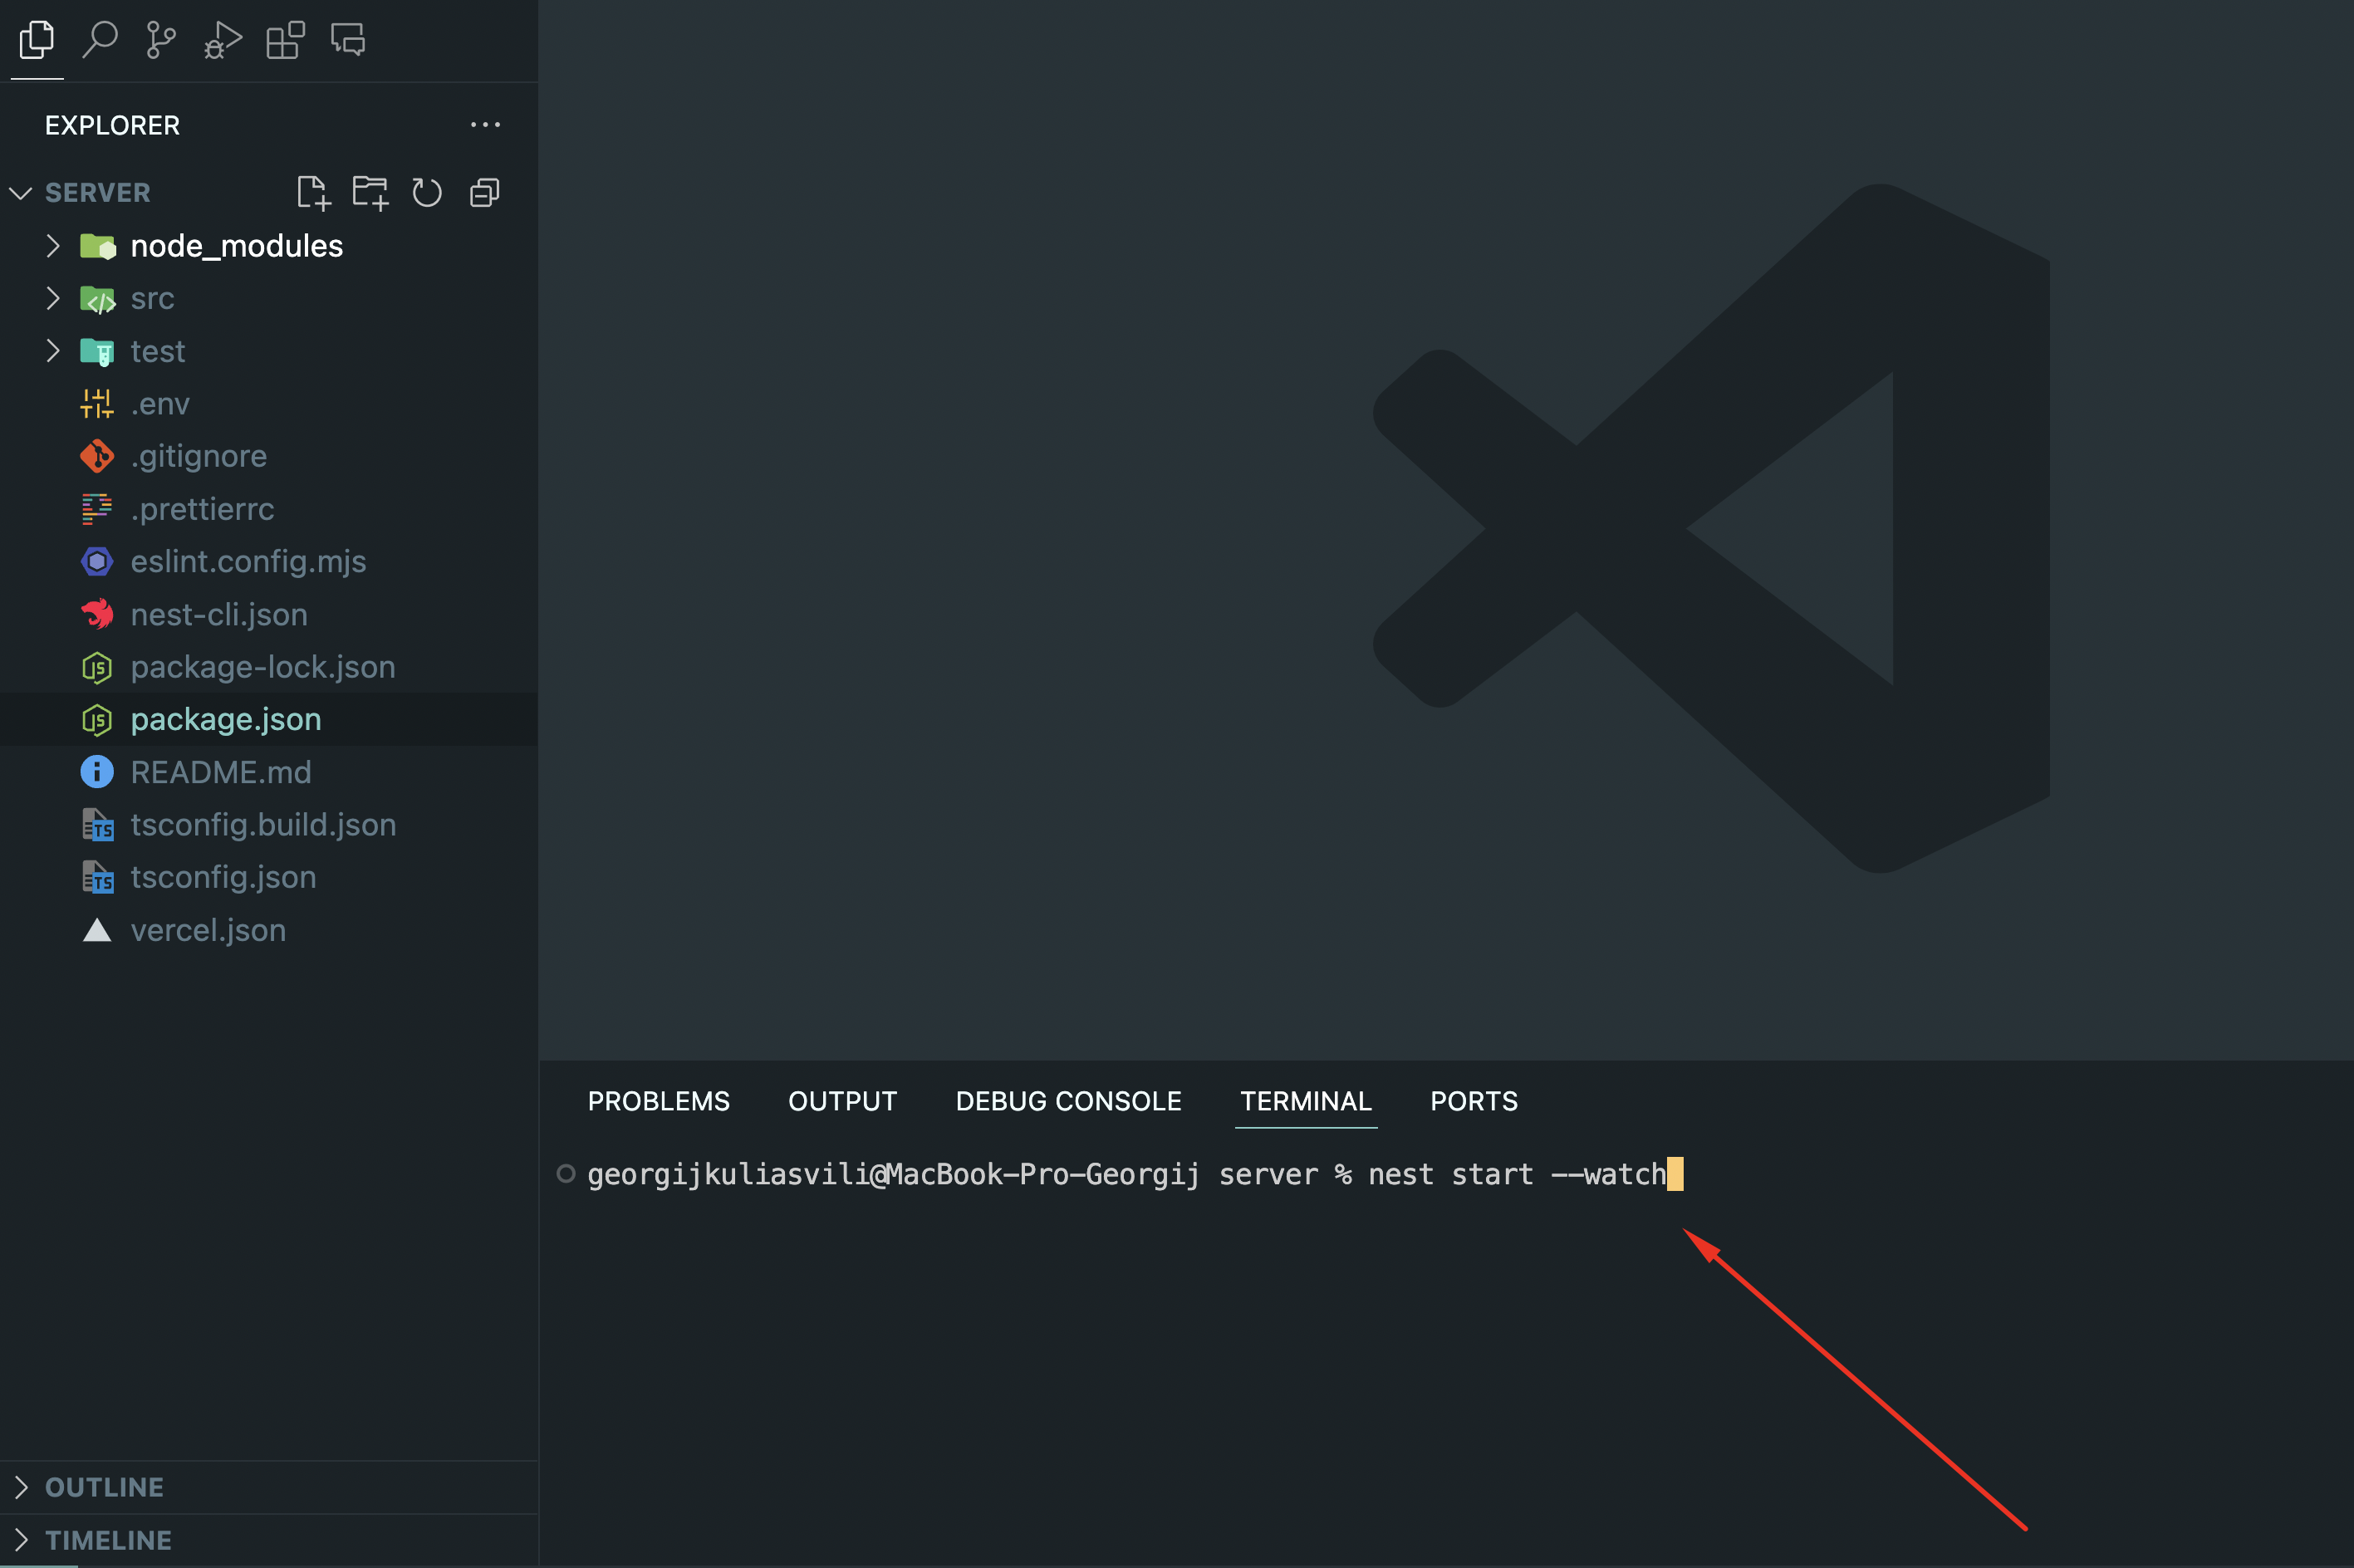 EXPLORER
SERVER
node_modules
src
test
.env
.gitignore
.prettierrc
eslint.config.mjs
nest-cli.json
package-lock.json
package.json
README.md
tsconfig.build.json
tsconfig.json
vercel.json
OUTLINE
TIMELINE
PROBLEMS OUTPUT DEBUG CONSOLE TERMINAL PORTS
georgijkuliasvili@MacBook-Pro-Georgij server % nest start --watch